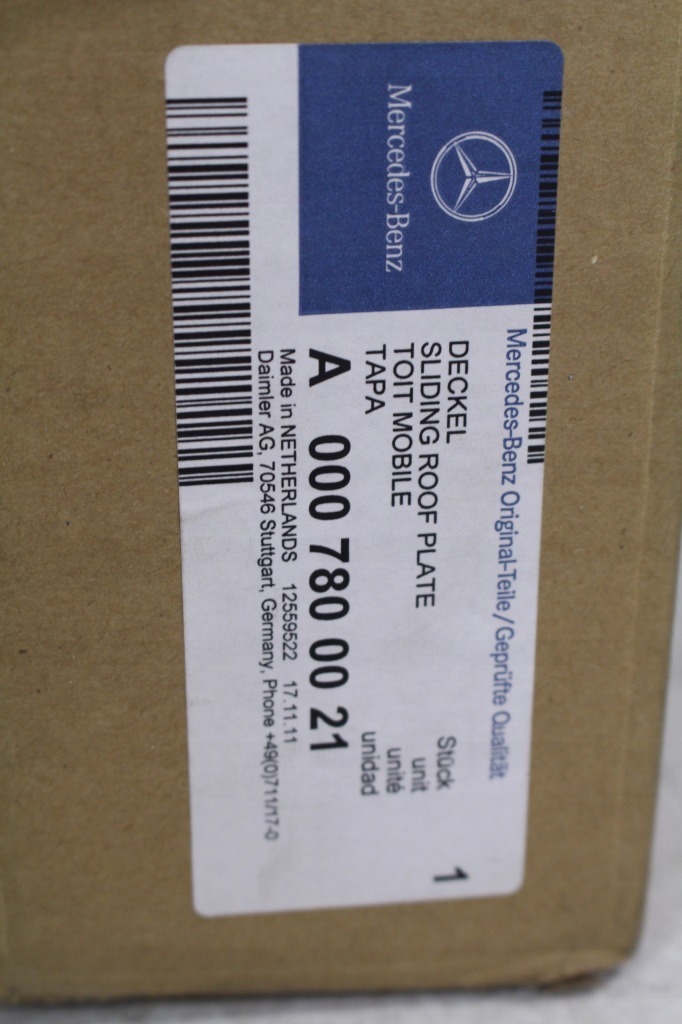 Mercedes-Benz
Mercedes-Benz Original-Teile/Geprüfte Qualität
DECKEL
SLIDING ROOF PLATE
TOIT MOBILE
TAPA
Stück
unit
unité
unidad
1
A 000 780 00 21
Made in NETHERLANDS 12559522 17.11.11
Daimler AG, 70546 Stuttgart, Germany, Phone +49(0)711/17-0